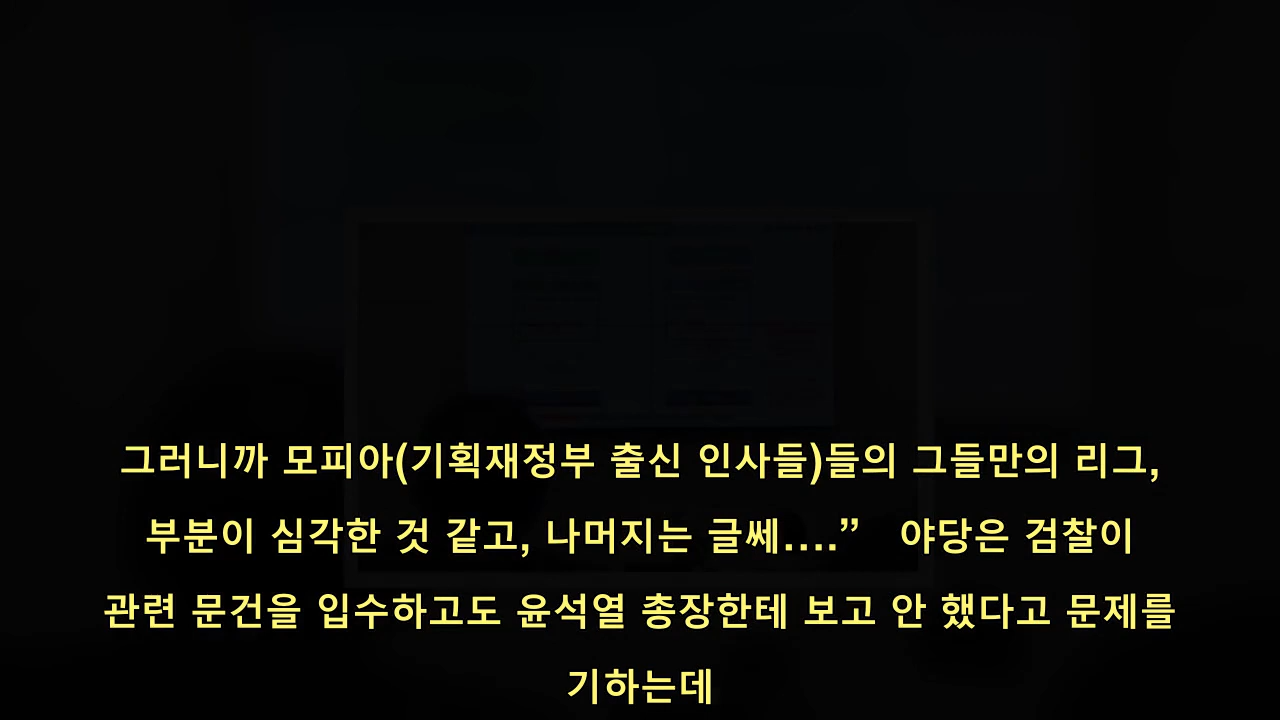 그러니까 모피아(기획재정부 출신 인사들)들의 그들만의 리그,
부분이 심각한 것 같고, 나머지는 글쎄....” 야당은 검찰이
관련 문건을 입수하고도 윤석열 총장한테 보고 안 했다고 문제를
기하는데